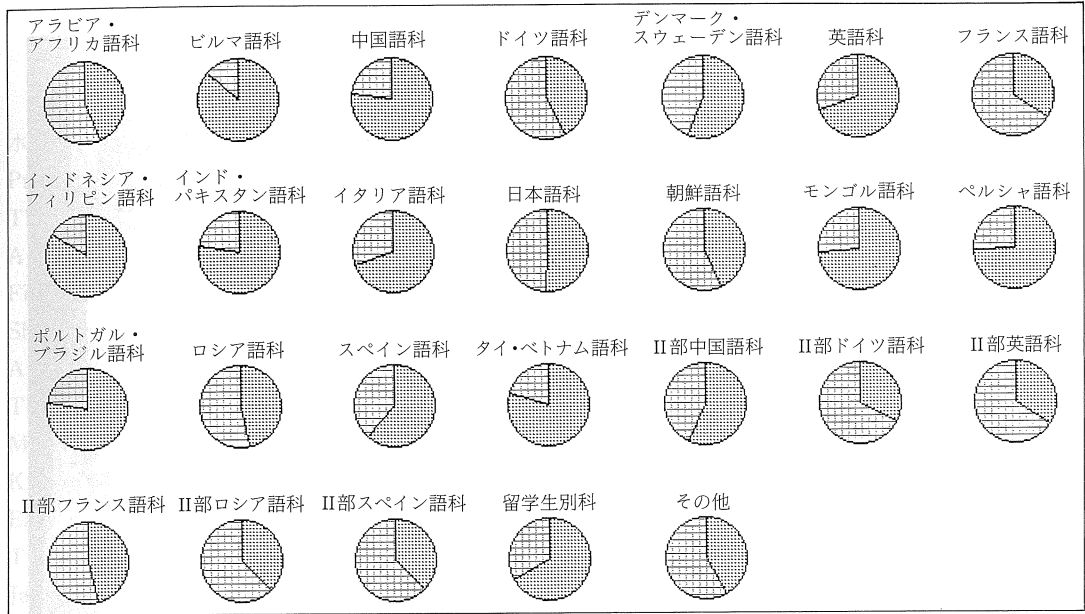 アラビア・
アフリカ語科
ビルマ語科
中国語科
ドイツ語科
デンマーク・
スウェーデン語科
英語科
フランス語科
インドネシア・
フィリピン語科
インド・
パキスタン語科
イタリア語科
日本語科
朝鮮語科
モンゴル語科
ペルシャ語科
ポルトガル・
ブラジル語科
ロシア語科
スペイン語科
タイ・ベトナム語科
II部中国語科
II部ドイツ語科
II部英語科
II部フランス語科
II部ロシア語科
II部スペイン語科
留学生別科
その他